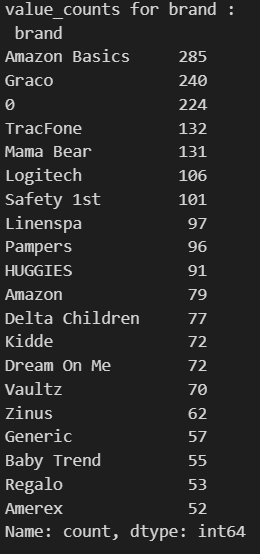 value_counts for brand :
brand
Amazon Basics 285
Graco 240
0 224
TracFone 132
Mama Bear 131
Logitech 106
Safety 1st 101
Linenspa 97
Pampers 96
HUGGIES 91
Amazon 79
Delta Children 77
Kidde 72
Dream On Me 72
Vaultz 70
Zinus 62
Generic 57
Baby Trend 55
Regalo 53
Amerex 52
Name: count, dtype: int64